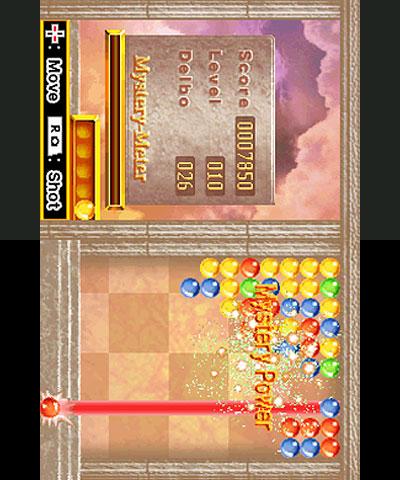 Score 0007850
Level 010
Delbo 026
Mystery-Meter
: Move R : Shot
Mystery Power